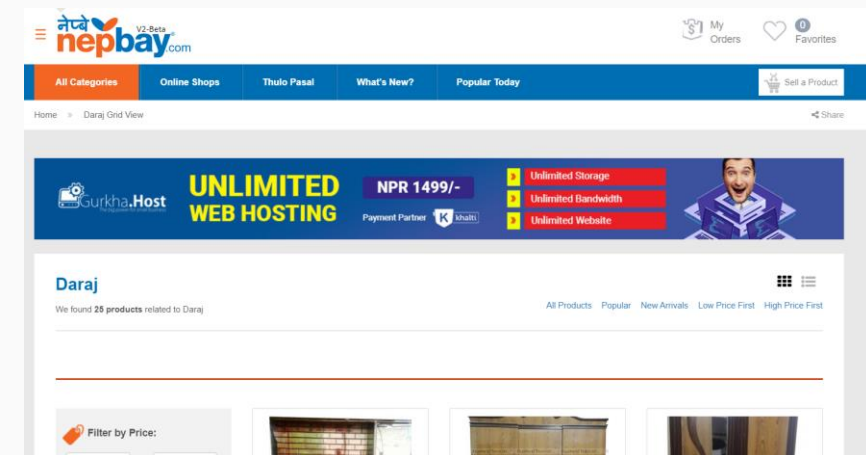 नेप्बे
V2-Beta
nepbay.com
My Orders
0
Favorites
All Categories
Online Shops
Thulo Pasal
What's New?
Popular Today
Sell a Product
Home
Daraj Grid View
Share
Gurkha.Host
UNLIMITED
WEB HOSTING
NPR 1499/-
Payment Partner
K khalti
Unlimited Storage
Unlimited Bandwidth
Unlimited Website
Daraj
We found 25 products related to Daraj
All Products
Popular
New Arrivals
Low Price First
High Price First
Filter by Price: